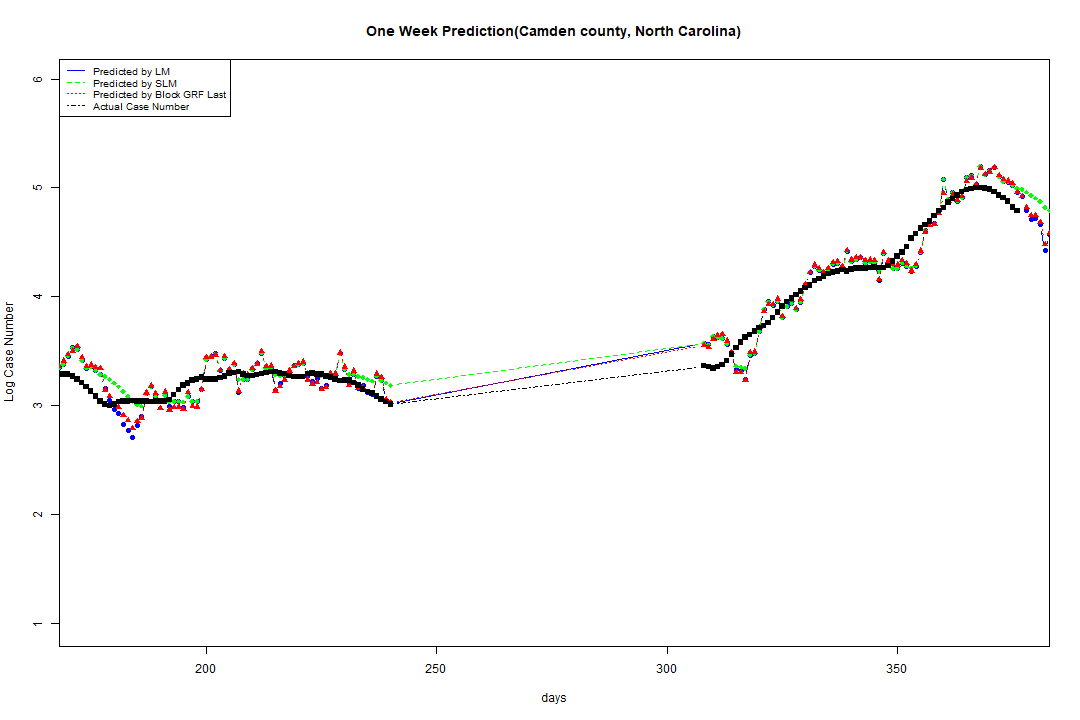 One Week Prediction(Camden county, North Carolina)
Predicted by LM
Predicted by SLM
Predicted by Block GRF Last
Actual Case Number
6
5
4
3
2
1
Log Case Number
200
250
300
350
days